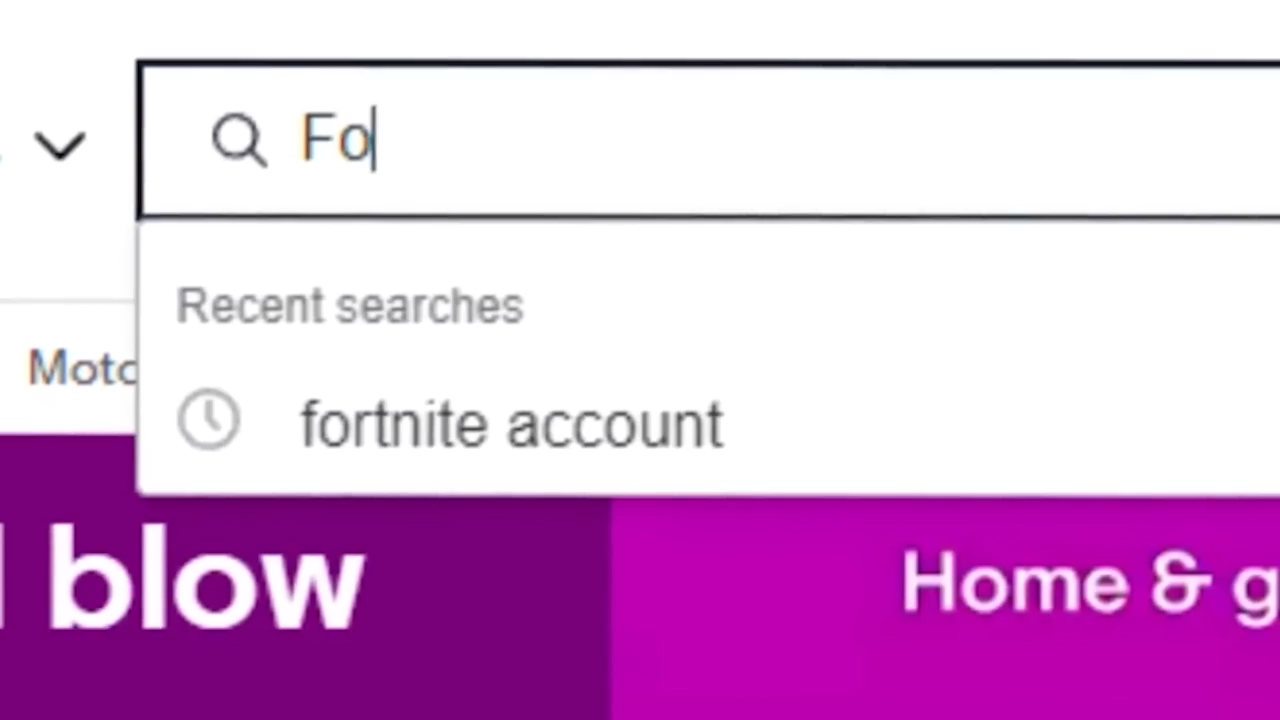 Fo
Recent searches
Moto
fortnite account
blow
Home & g